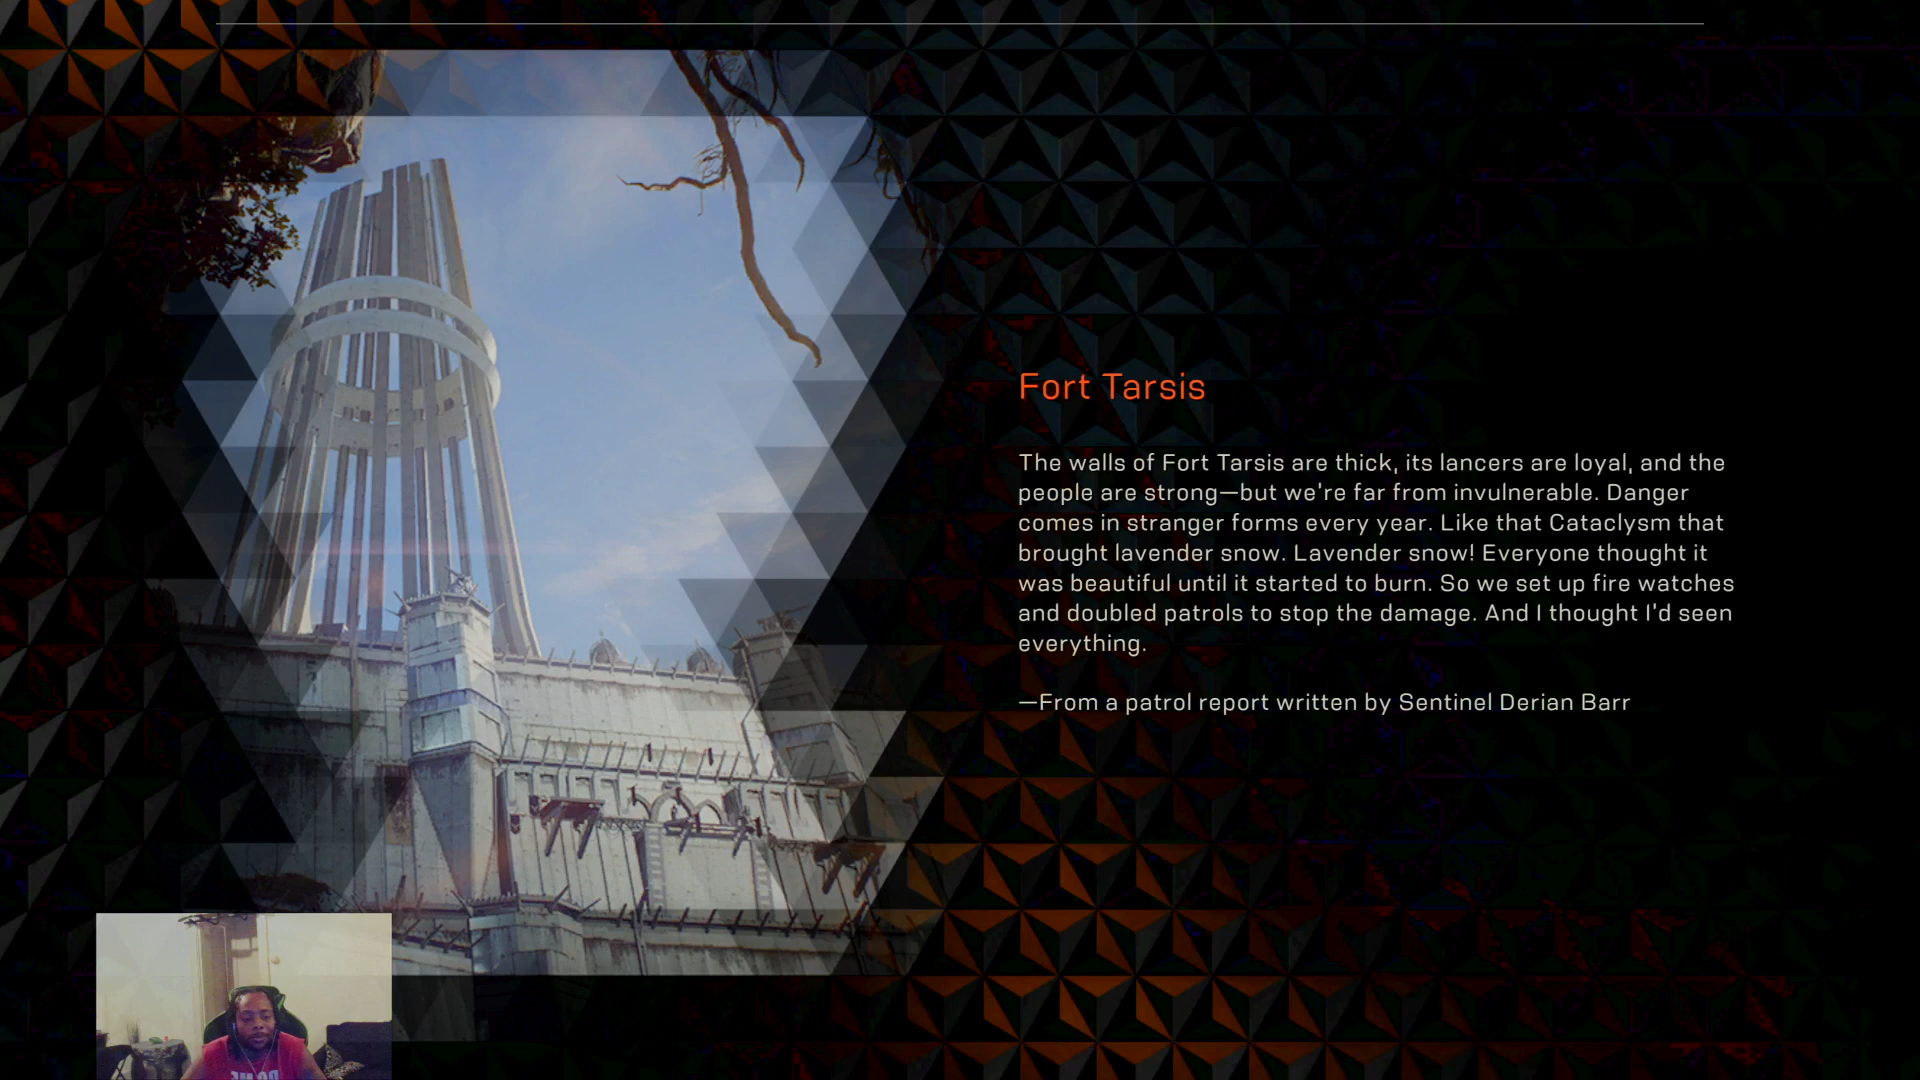 Fort Tarsis
The walls of Fort Tarsis are thick, its lancers are loyal, and the
people are strong—but we're far from invulnerable. Danger
comes in stranger forms every year. Like that Cataclysm that
brought lavender snow. Lavender snow! Everyone thought it
was beautiful until it started to burn. So we set up fire watches
and doubled patrols to stop the damage. And I thought I'd seen
everything.
—From a patrol report written by Sentinel Derian Barr